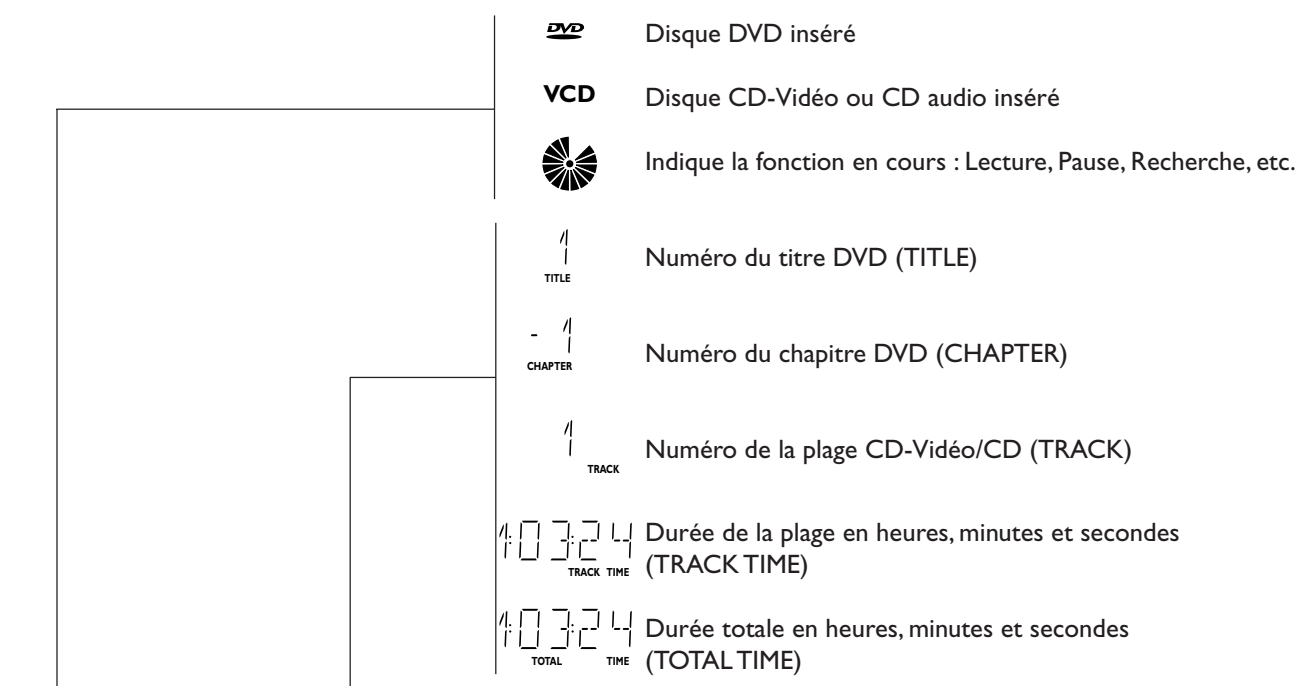 DVD Disque DVD inséré
VCD Disque CD-Vidéo ou CD audio inséré
Indique la fonction en cours : Lecture, Pause, Recherche, etc.
1
TITLE
Numéro du titre DVD (TITLE)
- 1
CHAPTER
Numéro du chapitre DVD (CHAPTER)
1
TRACK
Numéro de la plage CD-Vidéo/CD (TRACK)
1:03:24
TRACK TIME
Durée de la plage en heures, minutes et secondes
(TRACK TIME)
1:03:24
TOTAL TIME
Durée totale en heures, minutes et secondes
(TOTAL TIME)